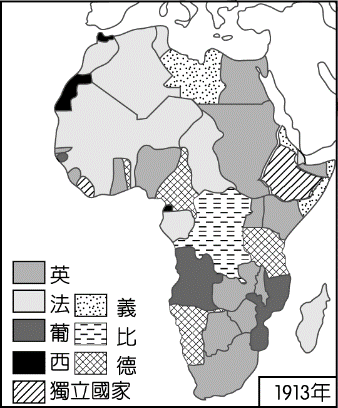 英
法 義
葡 比
西 德
獨立國家
1913年